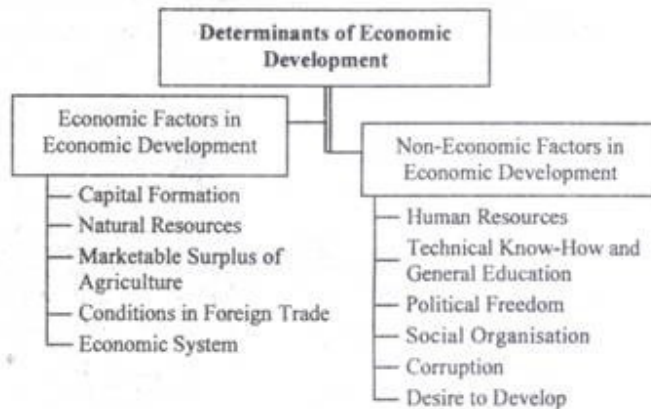 Determinants of Economic
Development
Economic Factors in
Economic Development
Capital Formation
Natural Resources
Marketable Surplus of
Agriculture
Conditions in Foreign Trade
Economic System
Non-Economic Factors in
Economic Development
Human Resources
Technical Know-How and
General Education
Political Freedom
Social Organisation
Corruption
Desire to Develop